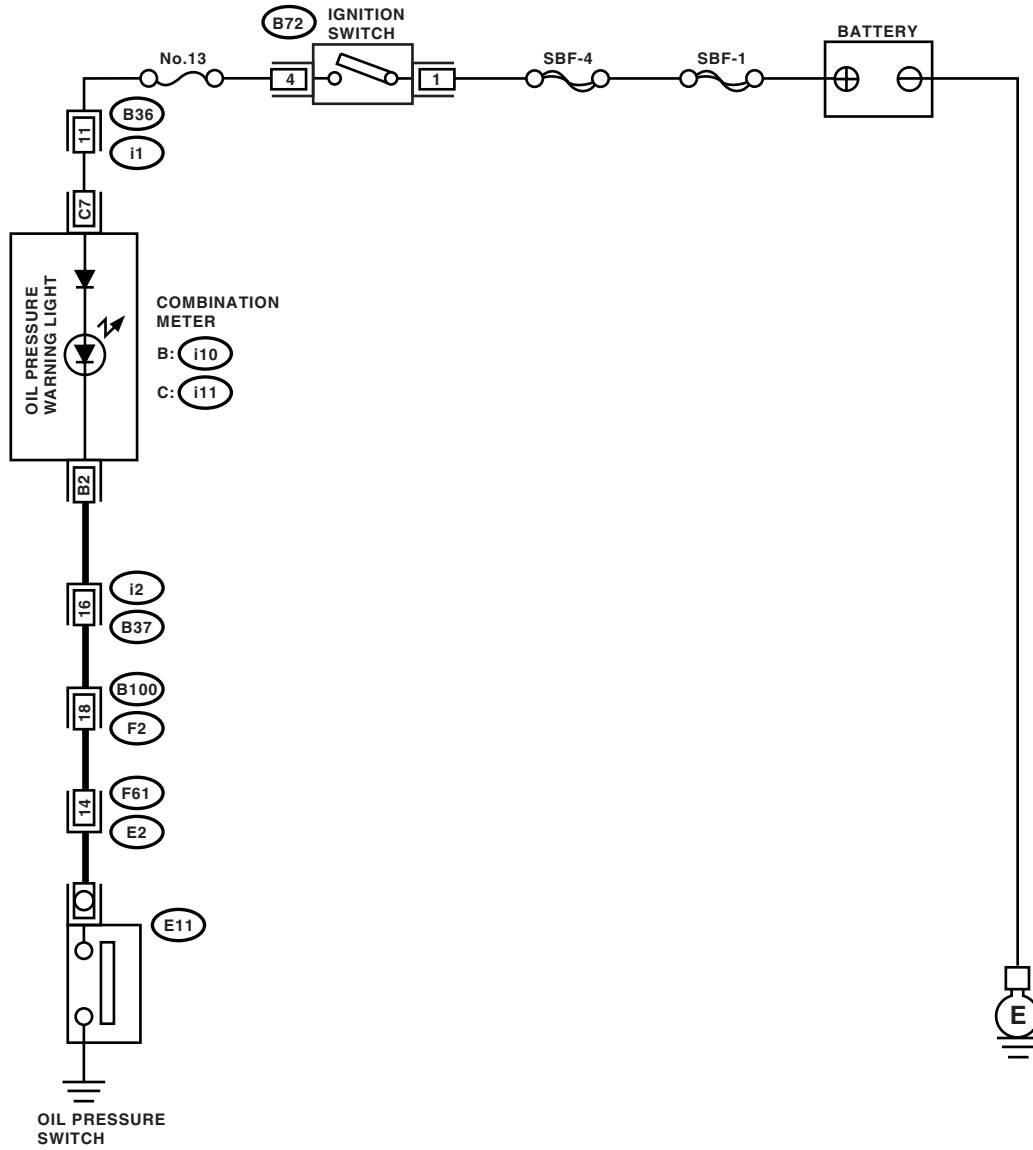 B72
IGNITION
SWITCH
BATTERY
No.13
4
1
SBF-4
SBF-1
11
B36
i1
C7
OIL PRESSURE
WARNING LIGHT
COMBINATION
METER
B: i10
C: i11
B2
16
i2
B37
18
B100
F2
14
F61
E2
E11
E
OIL PRESSURE
SWITCH